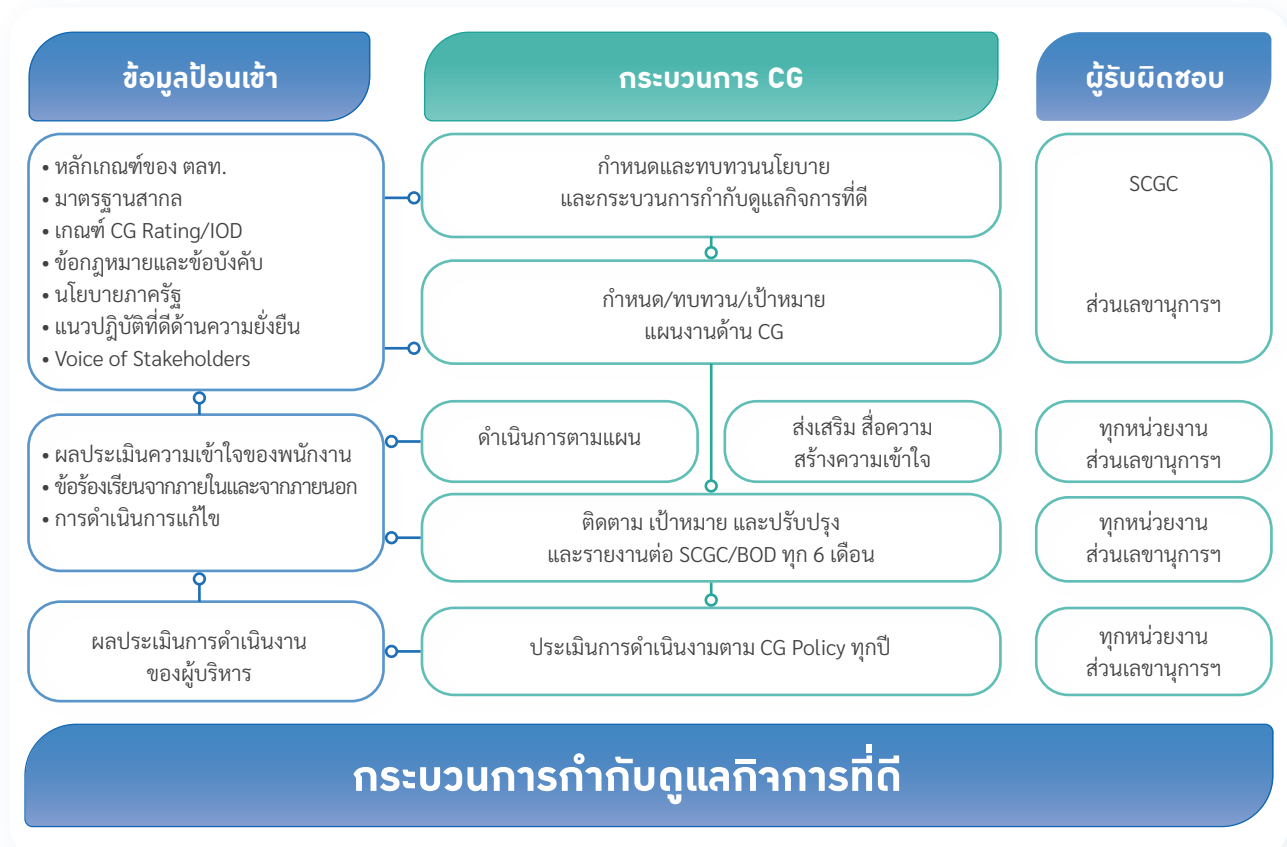 ข้อมูลป้อนเข้า
กระบวนการ CG
ผู้รับผิดชอบ
• หลักเกณฑ์ของ ตลท.
• มาตรฐานสากล
• เกณฑ์ CG Rating/IOD
• ข้อกฎหมายและข้อบังคับ
• นโยบายภาครัฐ
• แนวปฏิบัติที่ดีด้านความยั่งยืน
• Voice of Stakeholders
กำหนดและทบทวนนโยบาย
และกระบวนการกำกับดูแลกิจการที่ดี
SCGC
กำหนด/ทบทวน/เป้าหมาย
แผนงานด้าน CG
ส่วนเลขานุการฯ
• ผลประเมินความเข้าใจของพนักงาน
• ข้อร้องเรียนจากภายในและจากภายนอก
• การดำเนินการแก้ไข
ดำเนินการตามแผน
ส่งเสริม สื่อความ
สร้างความเข้าใจ
ทุกหน่วยงาน
ส่วนเลขานุการฯ
ติดตาม เป้าหมาย และปรับปรุง
และรายงานต่อ SCGC/BOD ทุก 6 เดือน
ทุกหน่วยงาน
ส่วนเลขานุการฯ
ผลประเมินการดำเนินงาน
ของผู้บริหาร
ประเมินการดำเนินงามตาม CG Policy ทุกปี
ทุกหน่วยงาน
ส่วนเลขานุการฯ
กระบวนการกำกับดูแลกิจการที่ดี